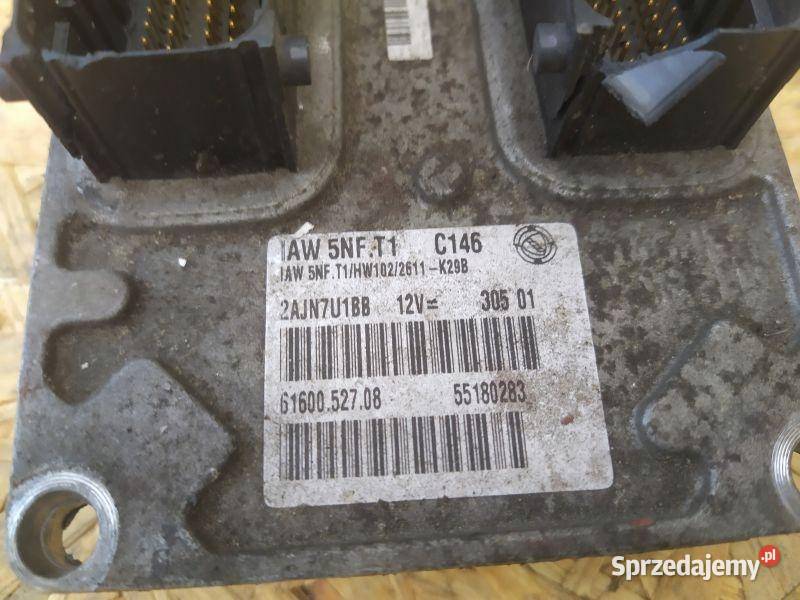 IAW 5NF.T1 C146
IAW 5NF.T1/HW102/2611-K29B
2AJN7U1BB 12V= 305 01
61600.527.08 55180283
Sprzedajemy.pl